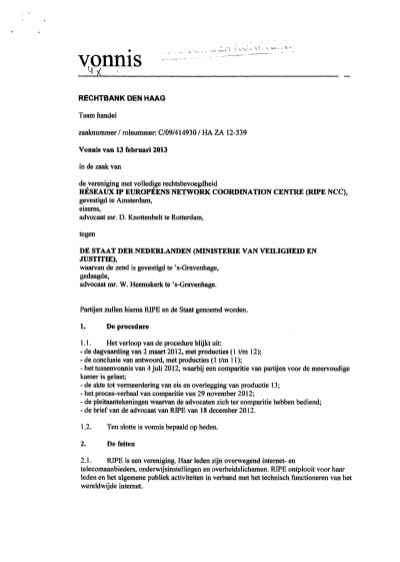 vonnis
4x
RECHTBANK DEN HAAG
Team handel
zaaknummer / rolnummer: C/09/414930 / HA ZA 12-339
Vonnis van 13 februari 2013
in de zaak van
de vereniging met volledige rechtsbevoegdheid
RÉSEAUX IP EUROPÉENS NETWORK COORDINATION CENTRE (RIPE NCC),
gevestigd te Amsterdam,
eiseres,
advocaat mr. D. Knottenbelt te Rotterdam,
tegen
DE STAAT DER NEDERLANDEN (MINISTERIE VAN VEILIGHEID EN
JUSTITIE),
waarvan de zetel is gevestigd te 's-Gravenhage,
gedaagde,
advocaat mr. W. Heemskerk te 's-Gravenhage.
Partijen zullen hierna RIPE en de Staat genoemd worden.
1. De procedure
1.1. Het verloop van de procedure blijkt uit:
- de dagvaarding van 2 maart 2012, met producties (1 t/m 12);
- de conclusie van antwoord, met producties (1 t/m 11);
- het tussenvonnis van 4 juli 2012, waarbij een comparitie van partijen voor de meervoudige
kamer is gelast;
- de akte tot vermeerdering van eis en overlegging van productie 13;
- het proces-verbaal van comparitie van 29 november 2012;
- de pleitaantekeningen waarvan de advocaten zich ter comparitie hebben bediend;
- de brief van de advocaat van RIPE van 18 december 2012.
1.2. Ten slotte is vonnis bepaald op heden.
2. De feiten
2.1. RIPE is een vereniging. Haar leden zijn overwegend internet- en
telecomaanbieders, onderwijsinstellingen en overheidslichamen. RIPE ontplooit voor haar
leden en het algemene publiek activiteiten in verband met het technisch functioneren van het
wereldwijde internet.